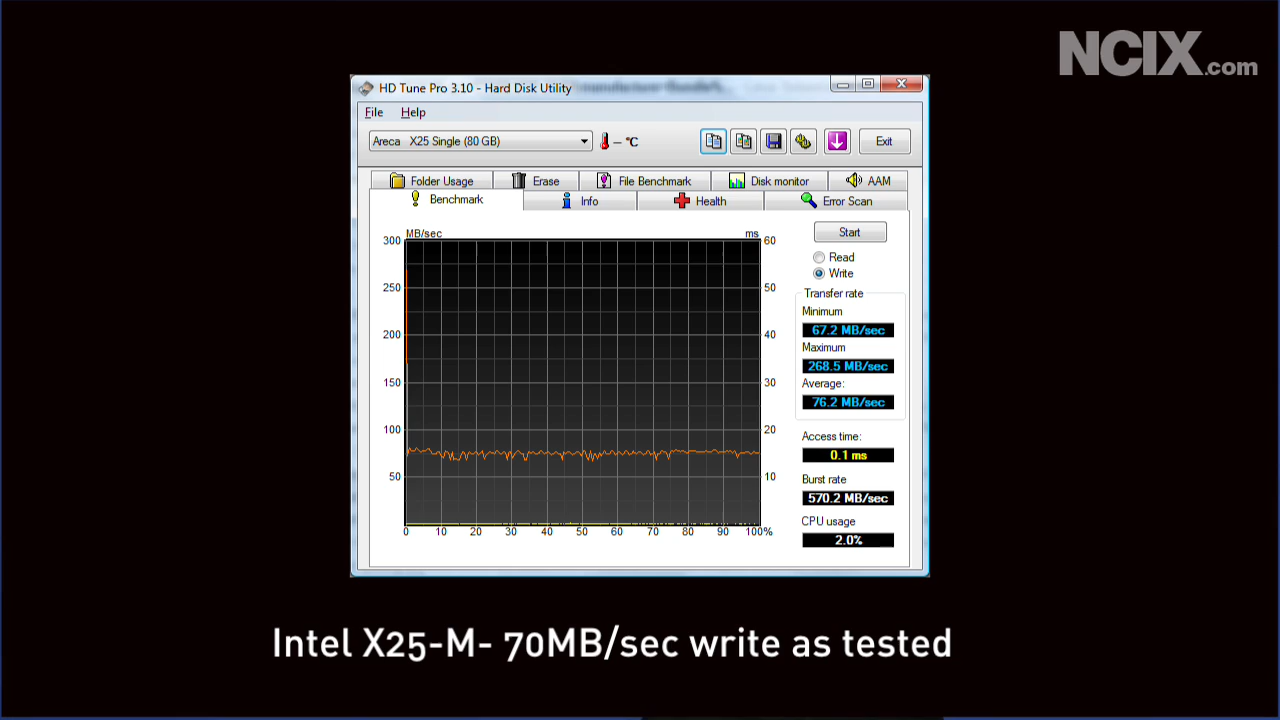 NCIX.com
HD Tune Pro 3.10 - Hard Disk Utility
File Help
Areca X25 Single (80 GB)
– °C
Exit
Folder Usage Erase File Benchmark Disk monitor AAM
Benchmark Info Health Error Scan
MB/sec ms
300 60
250 50
200 40
150 30
100 20
50 10
0 10 20 30 40 50 60 70 80 90 100%
Start
Read
Write
Transfer rate
Minimum
67.2 MB/sec
Maximum
268.5 MB/sec
Average:
76.2 MB/sec
Access time:
0.1 ms
Burst rate
570.2 MB/sec
CPU usage
2.0%
Intel X25-M- 70MB/sec write as tested